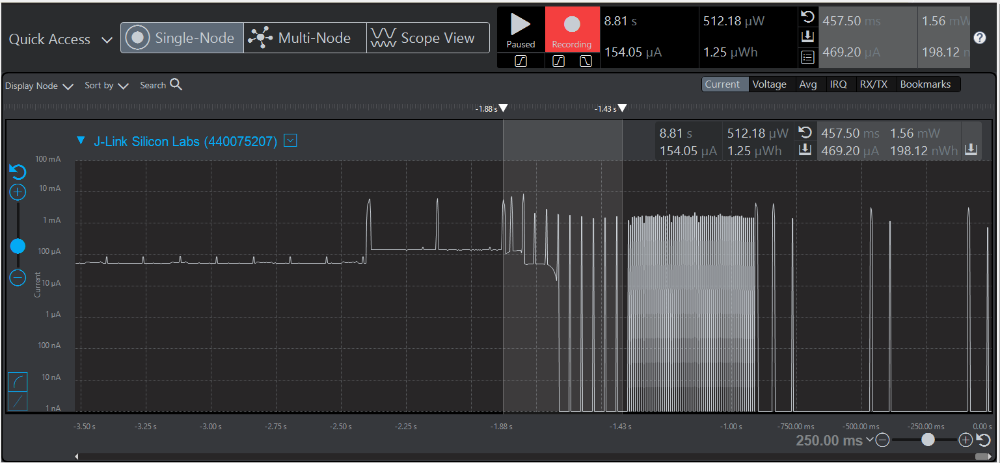 Quick Access
Single-Node
Multi-Node
Scope View
Paused
Recording
8.81 s
154.05 µA
512.18 µW
1.25 µWh
457.50 ms
469.20 µA
1.56 mW
198.12 n
?
Display Node
Sort by
Search
Current
Voltage
Avg
IRQ
RX/TX
Bookmarks
-1.88 s
-1.43 s
J-Link Silicon Labs (440075207)
8.81 s
154.05 µA
512.18 µW
1.25 µWh
457.50 ms
469.20 µA
1.56 mW
198.12 nWh
100 mA
10 mA
1 mA
100 µA
10 µA
1 µA
100 nA
10 nA
1 nA
Current
-3.50 s
-3.25 s
-3.00 s
-2.75 s
-2.50 s
-2.25 s
-1.88 s
-1.43 s
-1.00 s
-750.00 ms
-500.00 ms
-250.00 ms
0.00 s
250.00 ms